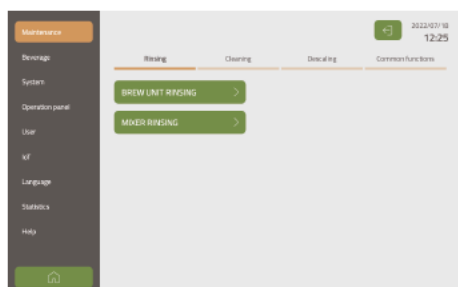 Maintenance
2022/07/18
12:25
Beverage
Rinsing
Cleaning
Descaling
Common functions
System
BREW UNIT RINSING
Operation panel
MIXER RINSING
User
IoT
Language
Statistics
Help